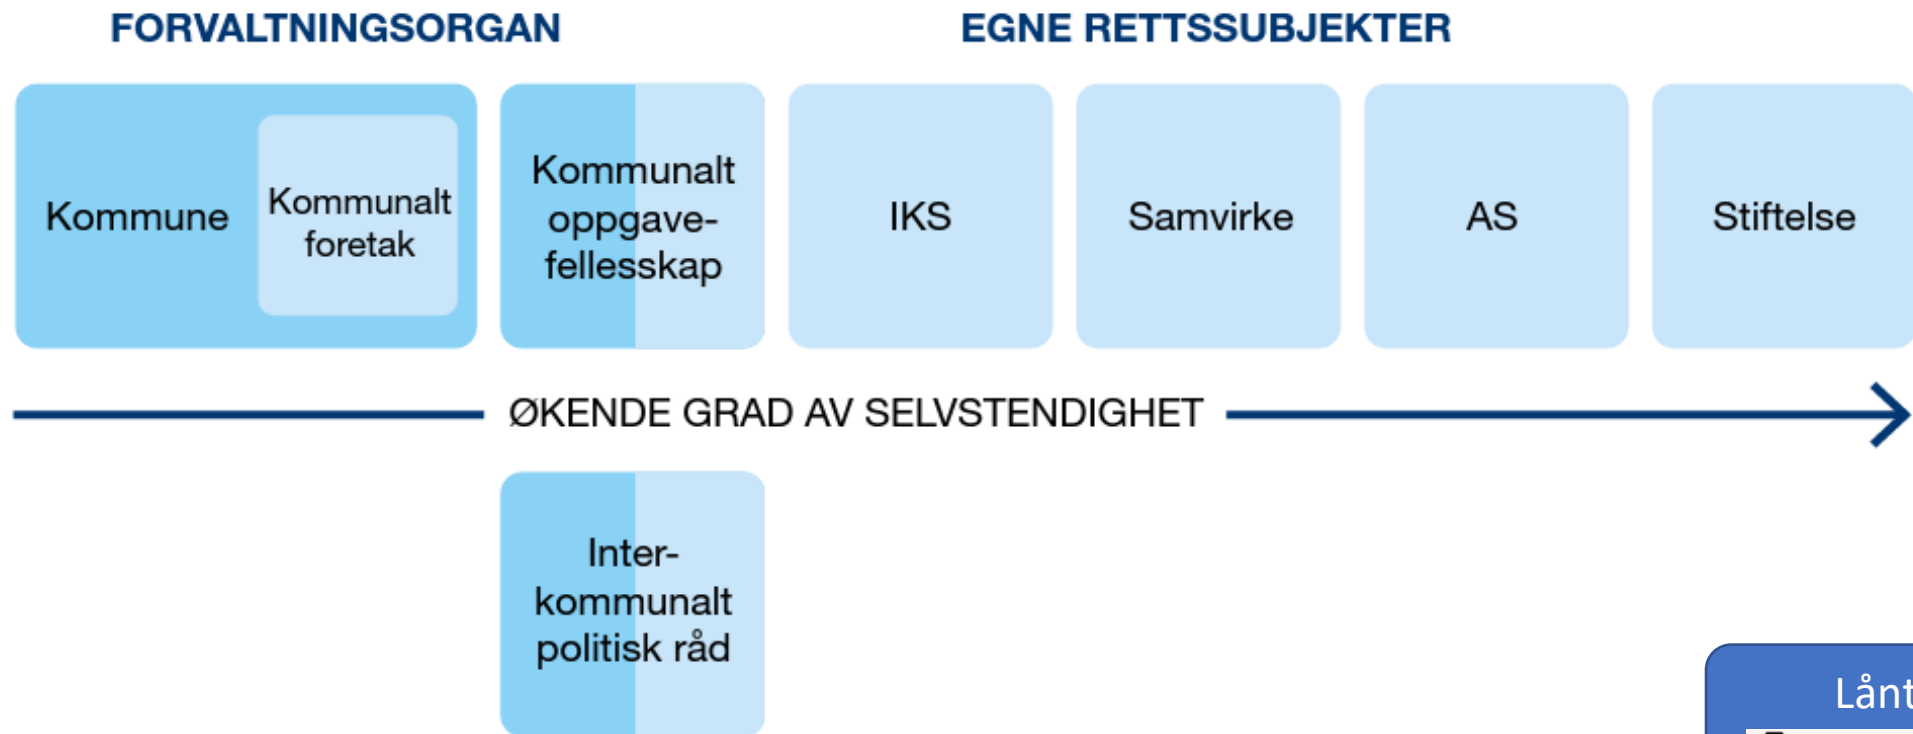 FORVALTNINGSORGAN
EGNE RETTSSUBJEKTER
Kommune
Kommunalt
foretak
Kommunalt
oppgave-
fellesskap
IKS
Samvirke
AS
Stiftelse
ØKENDE GRAD AV SELVSTENDIGHET
Inter-
kommunalt
politisk råd
Lånt